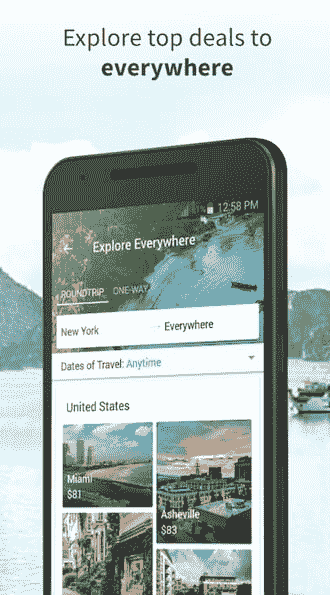 Explore top deals to
everywhere
12:58 PM
Explore Everywhere
ROUNDTRIP ONE-WAY
New York → Everywhere
Dates of Travel: Anytime
United States
Miami
$81
Asheville
$83